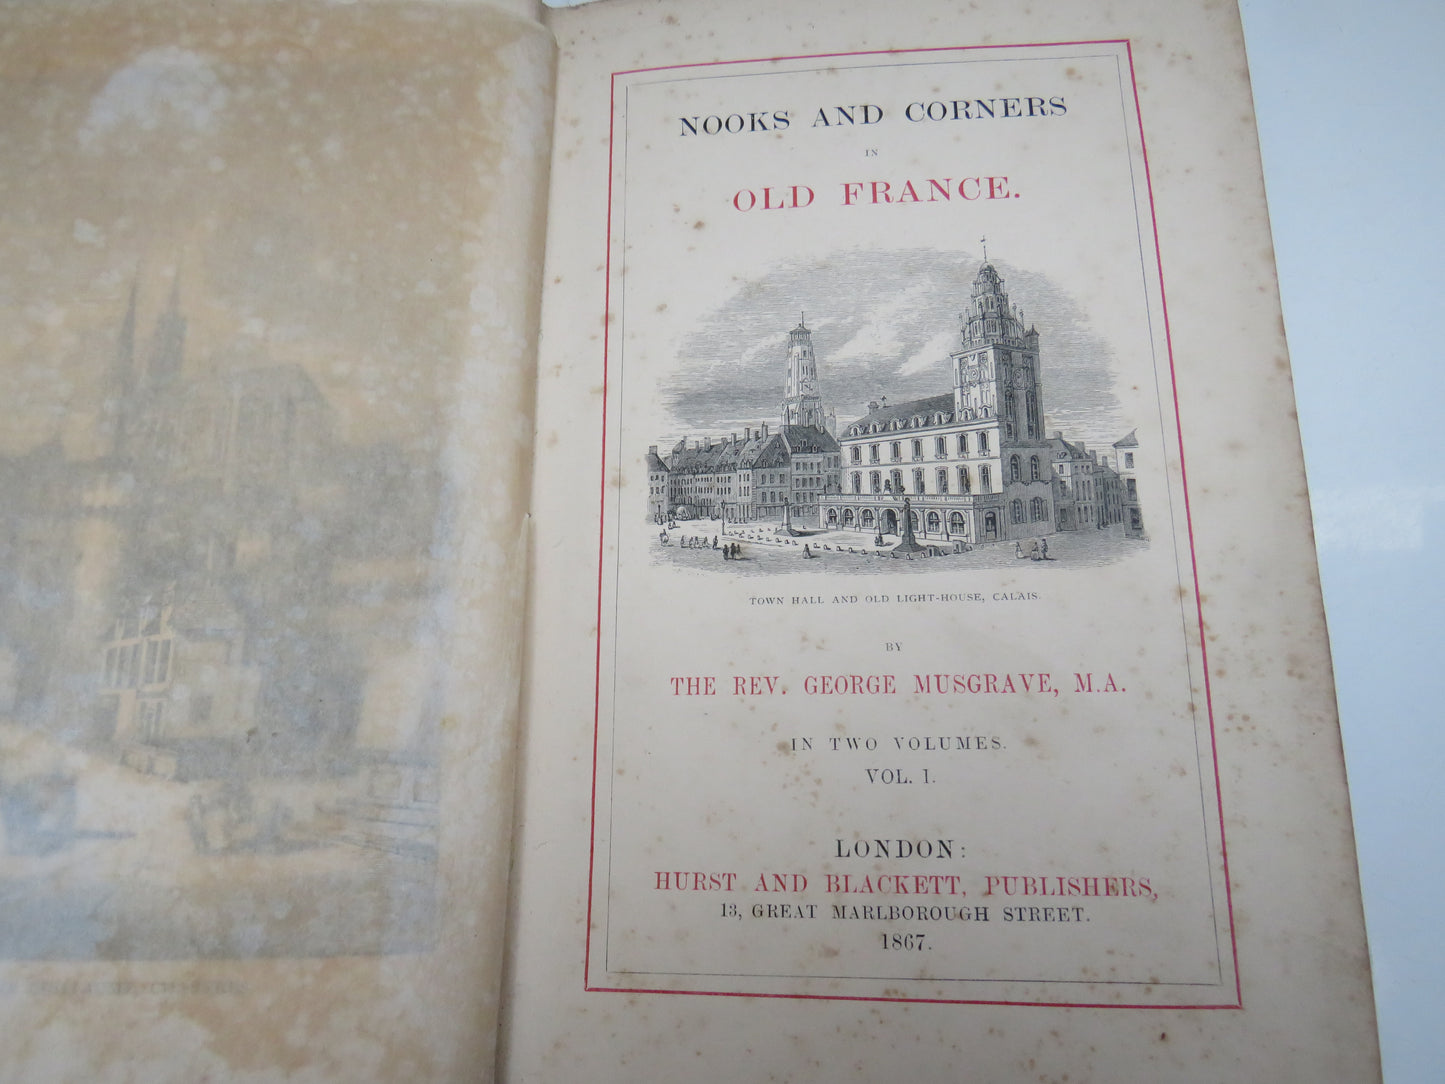 NOOKS AND CORNERS
IN
OLD FRANCE.
TOWN HALL AND OLD LIGHT-HOUSE, CALAIS.
BY
THE REV. GEORGE MUSGRAVE, M.A.
IN TWO VOLUMES.
VOL. I.
LONDON:
HURST AND BLACKETT, PUBLISHERS,
13, GREAT MARLBOROUGH STREET.
1867.